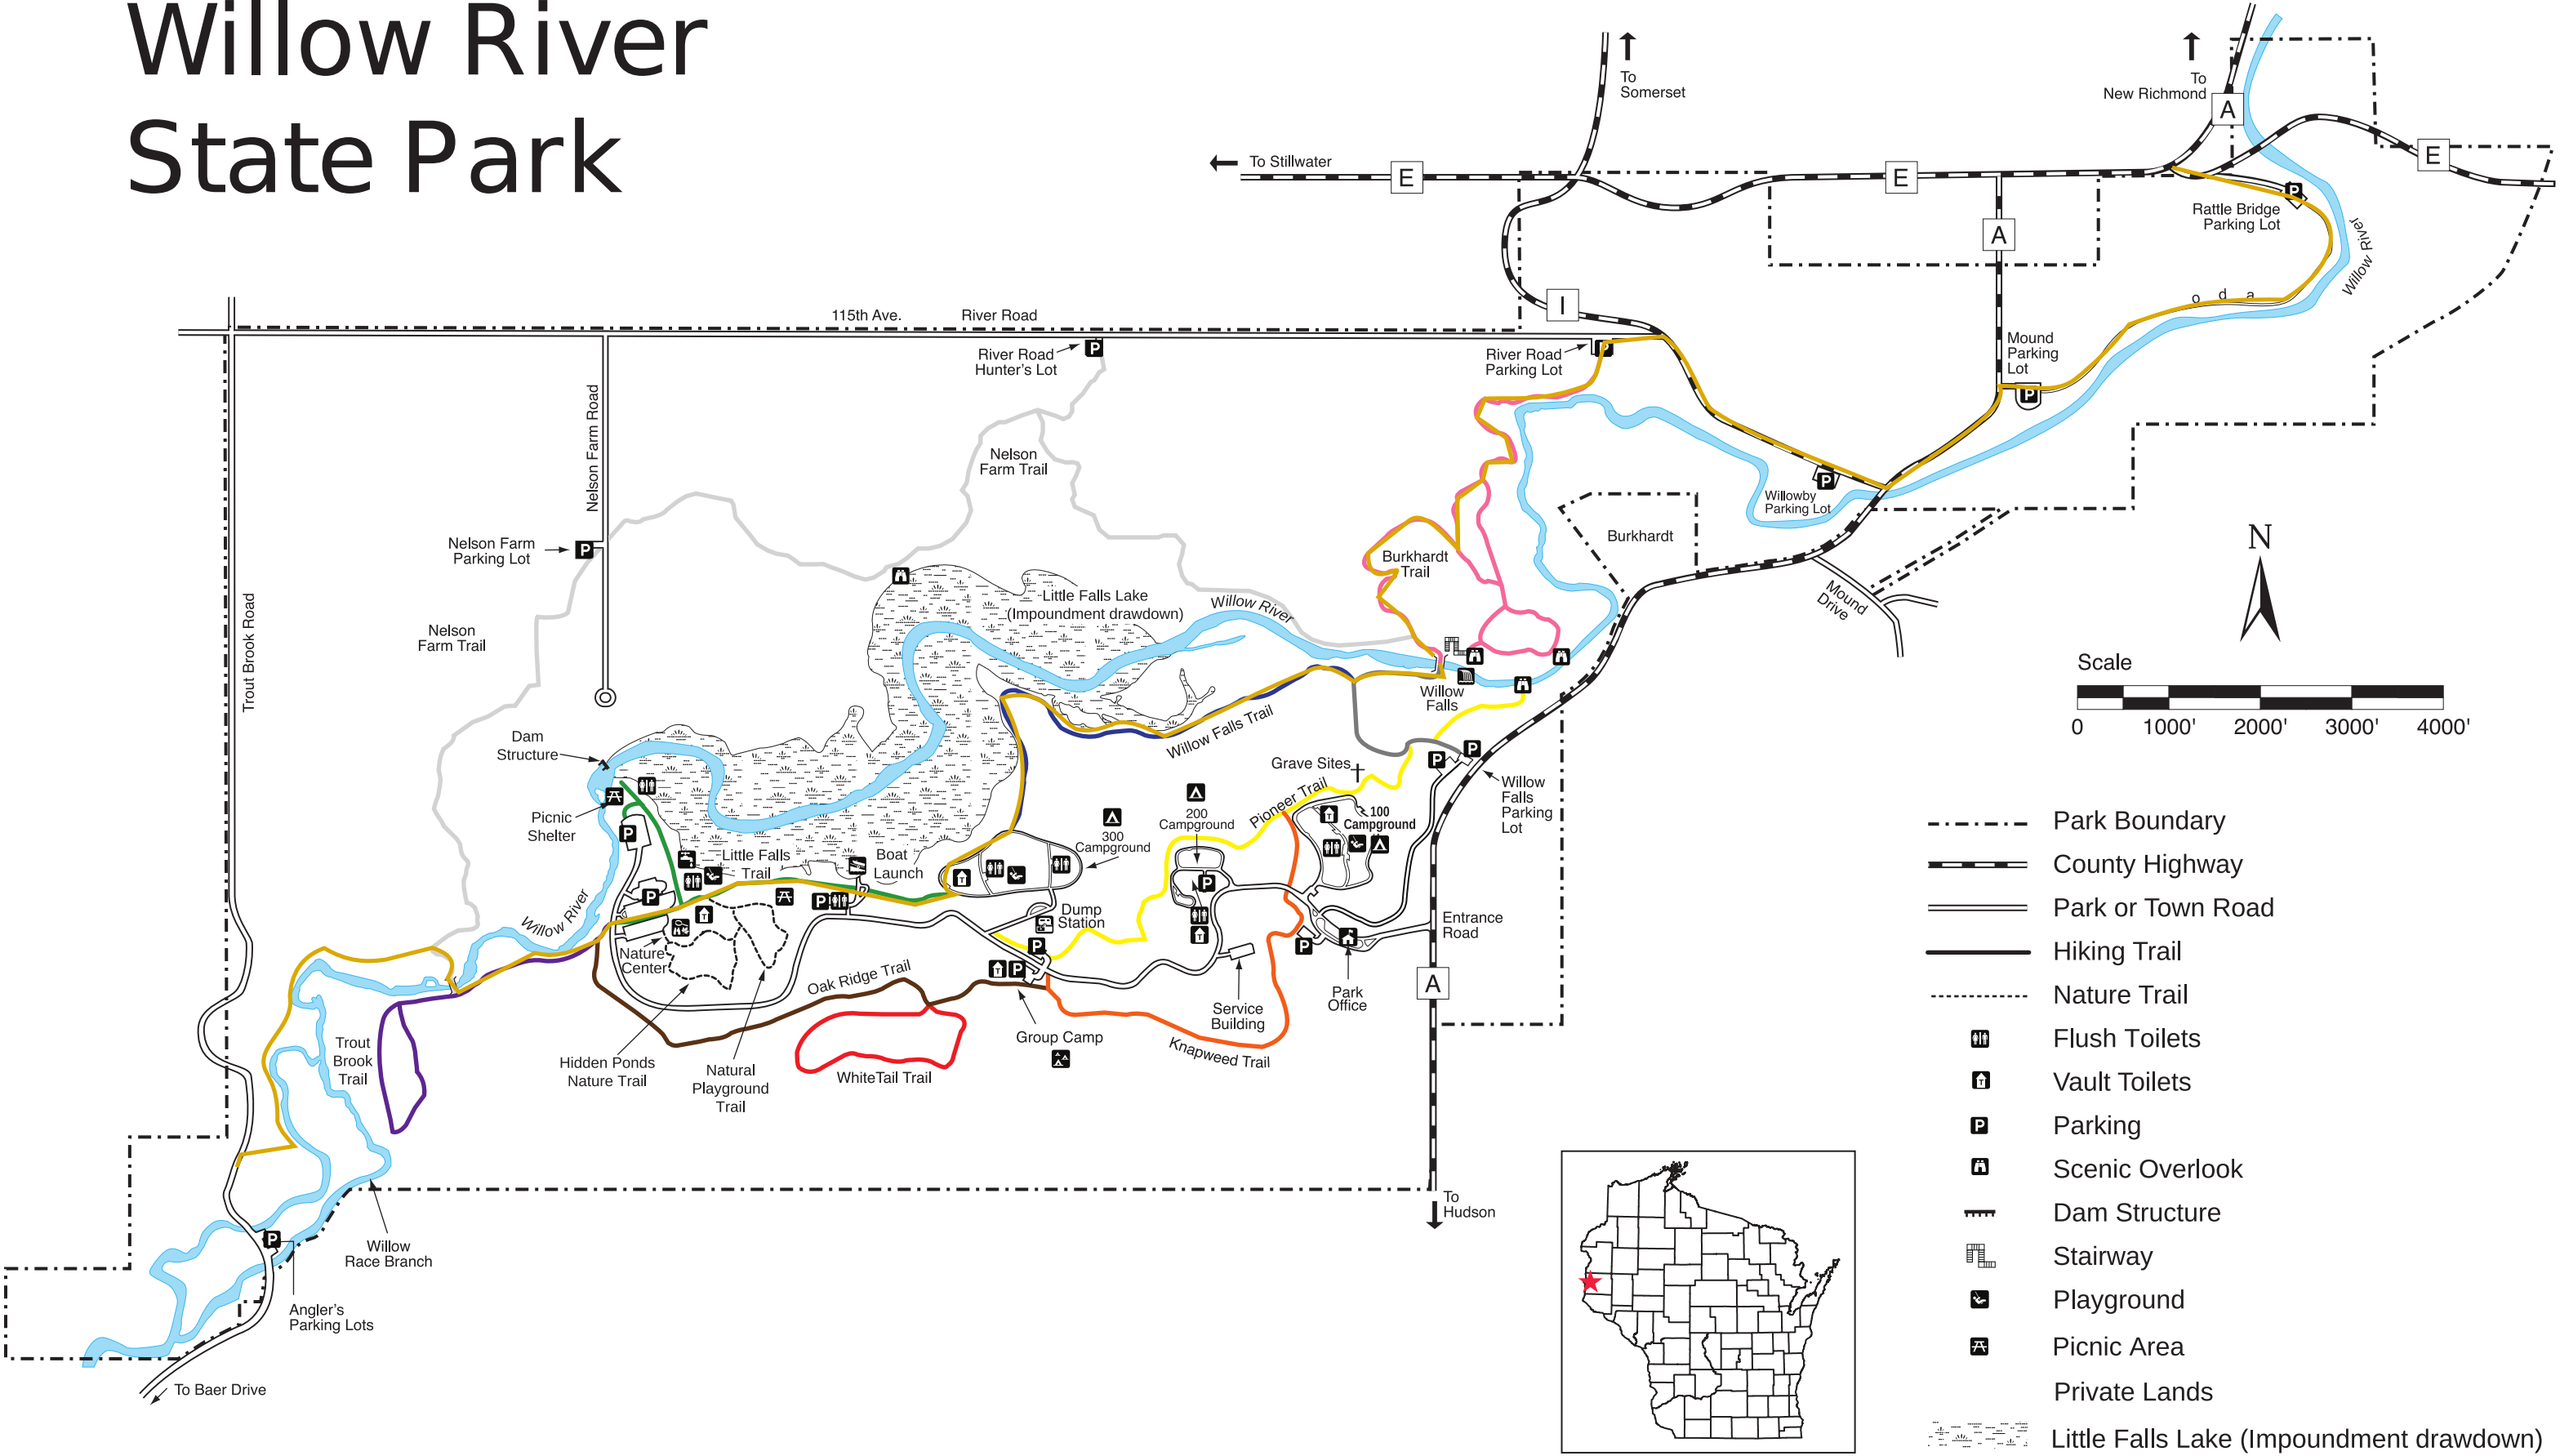 Willow River
State Park
To
Somerset
To
New Richmond
A
E
To Stillwater
E
E
A
Rattle Bridge
Parking Lot
Willow River
o d a
I
115th Ave.
River Road
River Road
Hunter's Lot
River Road
Parking Lot
Mound
Parking
Lot
Nelson Farm Road
Nelson
Farm Trail
Willowby
Parking Lot
Burkhardt
Nelson Farm
Parking Lot
Burkhardt
Trail
N
Mound
Drive
Little Falls Lake
(Impoundment drawdown)
Willow River
Trout Brook Road
Nelson
Farm Trail
Scale
0 1000' 2000' 3000' 4000'
Willow
Falls
Willow Falls Trail
Dam
Structure
Grave Sites
Willow
Falls
Parking
Lot
Pioneer Trail
Picnic
Shelter
300
Campground
200
Campground
100
Campground
Little Falls
Trail
Boat
Launch
Willow River
Dump
Station
Entrance
Road
Nature
Center
Oak Ridge Trail
A
Park
Office
Service
Building
Group Camp
Knapweed Trail
Trout
Brook
Trail
Hidden Ponds
Nature Trail
Natural
Playground
Trail
WhiteTail Trail
To
Hudson
Willow
Race Branch
Angler's
Parking Lots
To Baer Drive
Park Boundary
County Highway
Park or Town Road
Hiking Trail
Nature Trail
Flush Toilets
Vault Toilets
P Parking
Scenic Overlook
Dam Structure
Stairway
Playground
Picnic Area
Private Lands
Little Falls Lake (Impoundment drawdown)